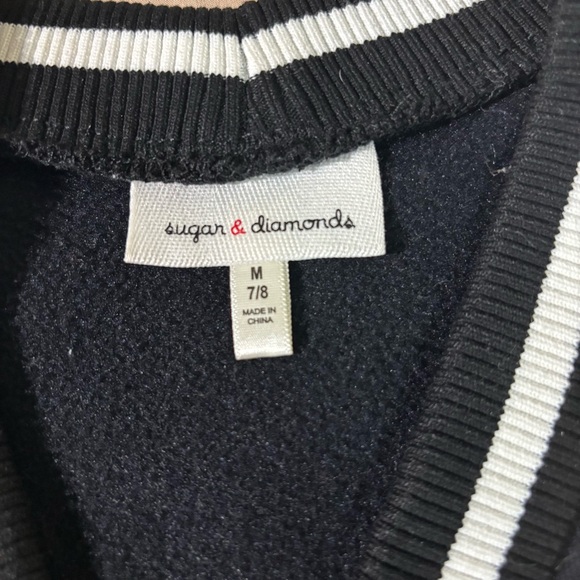 sugar & diamonds
M
7/8
MADE IN
CHINA